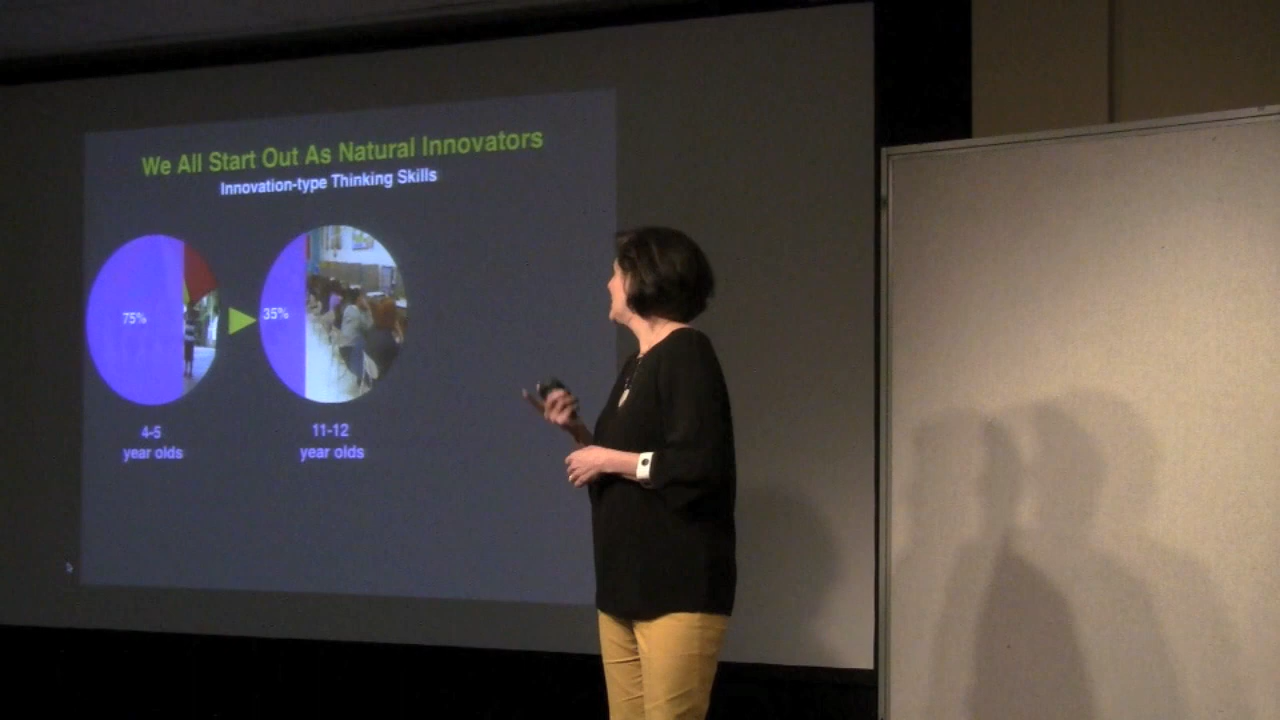 We All Start Out As Natural Innovators
Innovation-type Thinking Skills
75%
35%
4-5
year olds
11-12
year olds